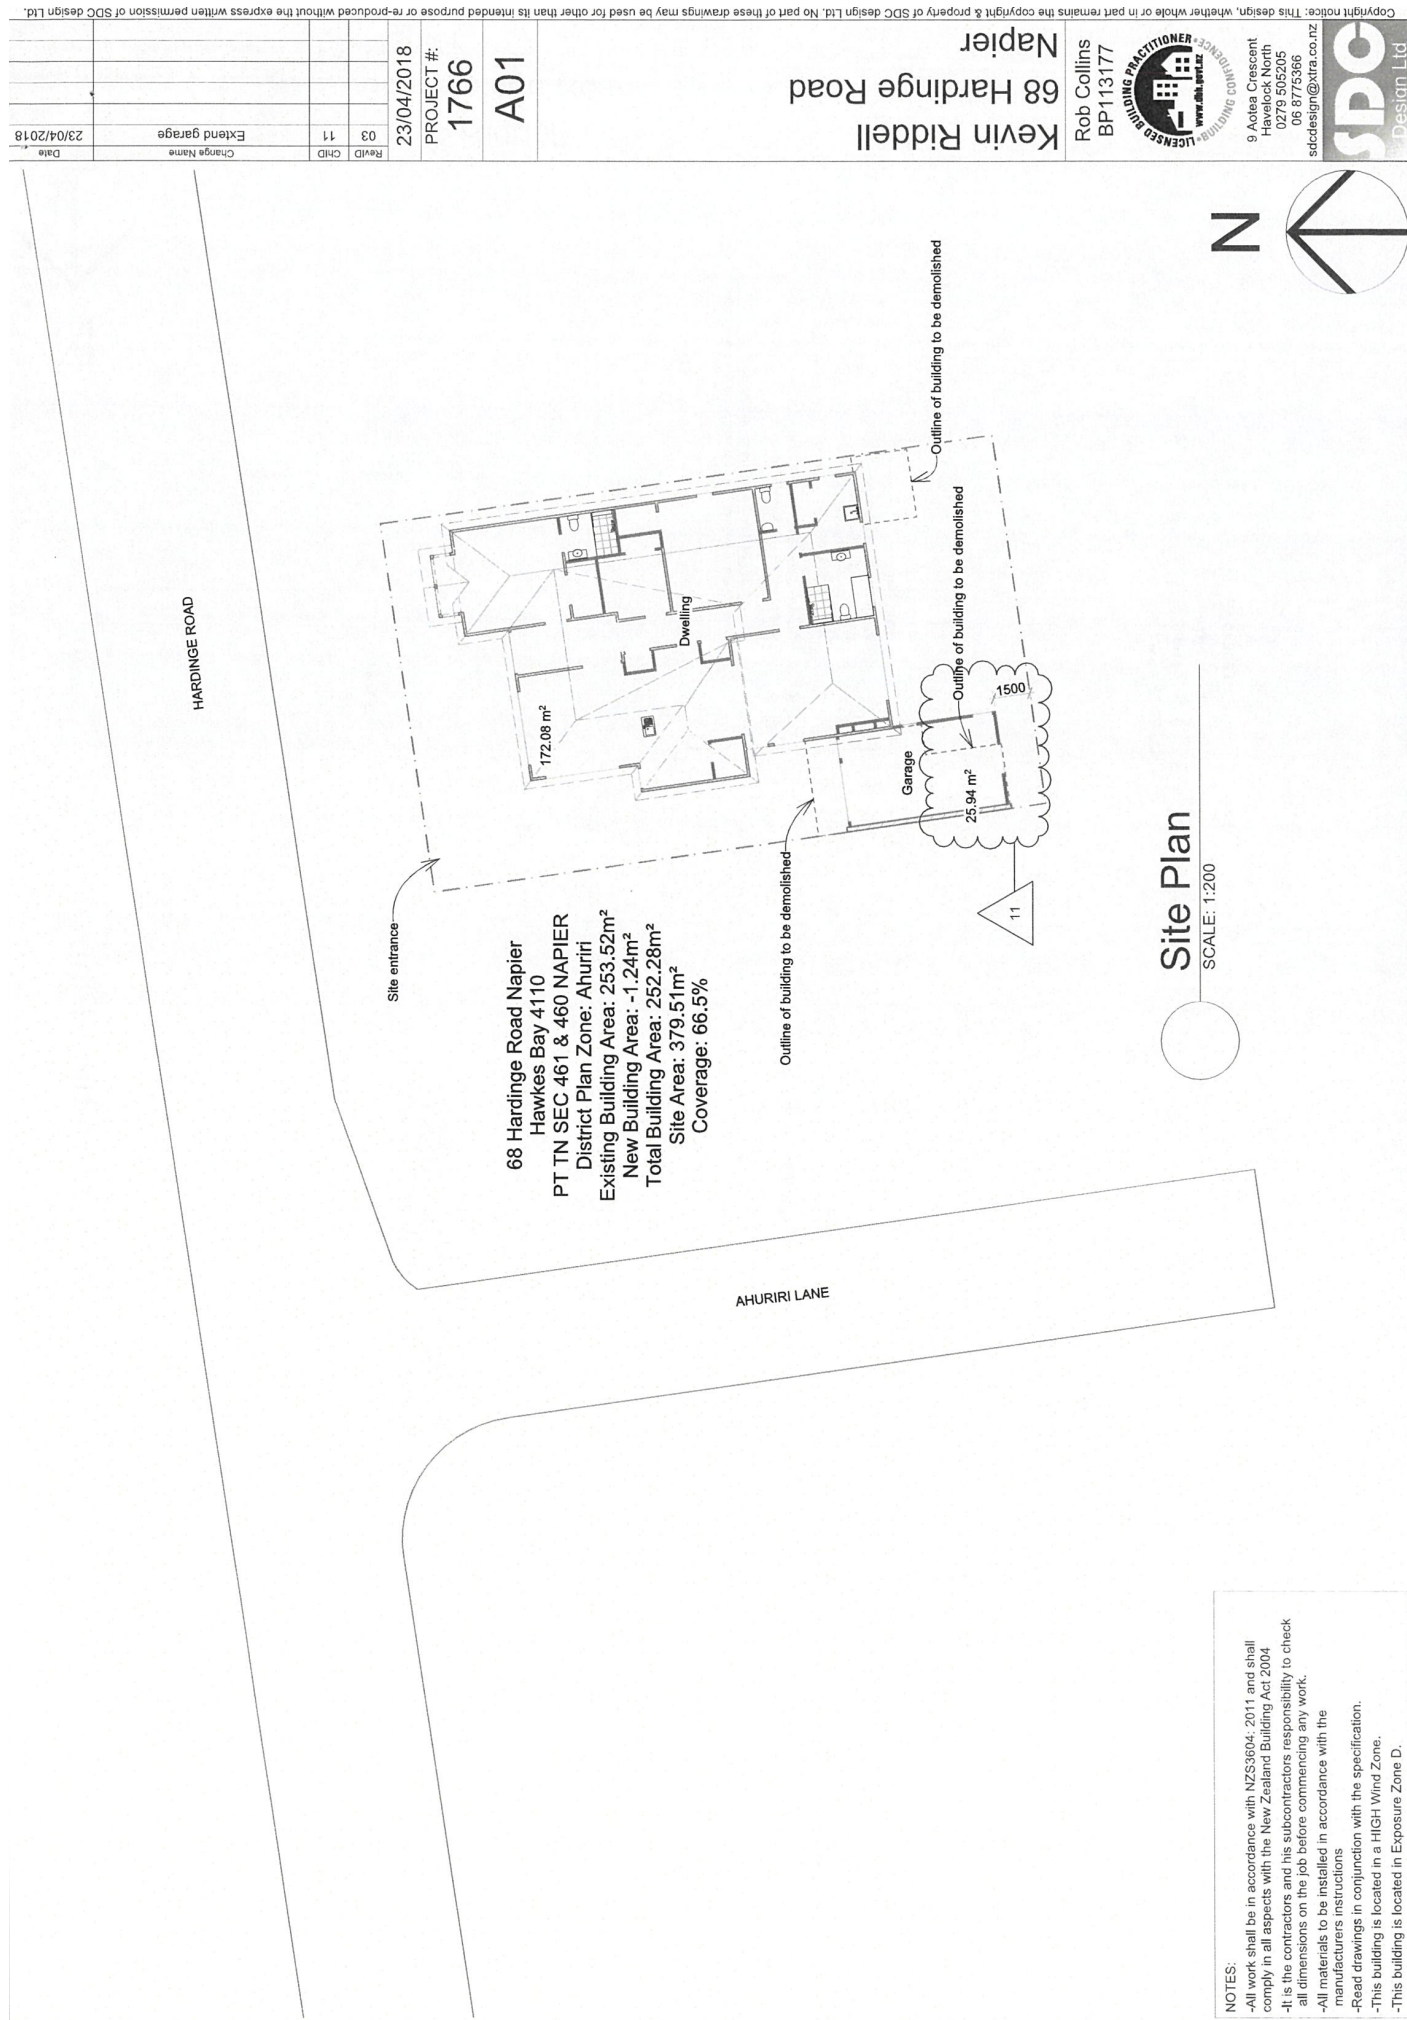 Copyright notice: This design, whether whole or in part remains the copyright & property of SDC design Ltd. No part of these drawings may be used for other than its intended purpose or re-produced without the express written permission of SDC design Ltd.
RevID ChID Change Name Date
03 11 Extend garage 23/04/2018
23/04/2018
PROJECT #:
1766
A01
Kevin Riddell
68 Hardinge Road
Napier
Rob Collins
BP113177
LICENSED BUILDING PRACTITIONER
BUILDING CONFIDENCE
www.dbh.govt.nz
9 Aotea Crescent
Havelock North
0279 505205
06 8775366
sdcdesign@xtra.co.nz
SDC
Design Ltd
N
HARDINGE ROAD
Site entrance
172.08 m²
Dwelling
Outline of building to be demolished
Outline of building to be demolished
Outline of building to be demolished
Garage
25.94 m²
1500
11
68 Hardinge Road Napier
Hawkes Bay 4110
PT TN SEC 461 & 460 NAPIER
District Plan Zone: Ahuriri
Existing Building Area: 253.52m²
New Building Area: -1.24m²
Total Building Area: 252.28m²
Site Area: 379.51m²
Coverage: 66.5%
AHURIRI LANE
Site Plan
SCALE: 1:200
NOTES:
-All work shall be in accordance with NZS3604: 2011 and shall
comply in all aspects with the New Zealand Building Act 2004
-It is the contractors and his subcontractors responsibility to check
all dimensions on the job before commencing any work.
-All materials to be installed in accordance with the
manufacturers instructions
-Read drawings in conjunction with the specification.
-This building is located in a HIGH Wind Zone.
-This building is located in Exposure Zone D.